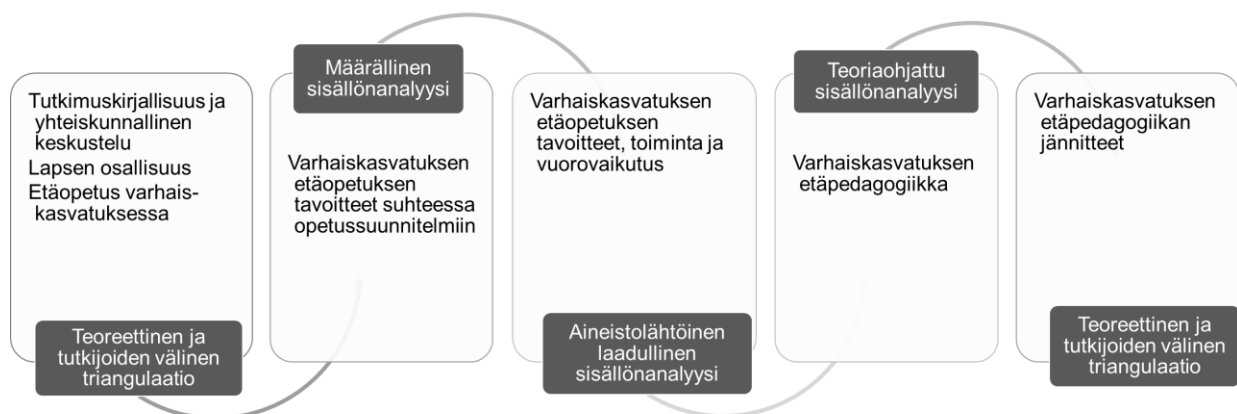 Tutkimuskirjallisuus ja
yhteiskunnallinen
keskustelu
Lapsen osallisuus
Etäopetus varhais-
kasvatuksessa
Teoreettinen ja
tutkijoiden välinen
triangulaatio
Määrällinen
sisällönanalyysi
Varhaiskasvatuksen
etäopetuksen
tavoitteet suhteessa
opetussuunnitelmiin
Varhaiskasvatuksen
etäopetuksen
tavoitteet, toiminta ja
vuorovaikutus
Aineistolähtöinen
laadullinen
sisällönanalyysi
Teoriaohjattu
sisällönanalyysi
Varhaiskasvatuksen
etäpedagogiikka
Varhaiskasvatuksen
etäpedagogiikan
jännitteet
Teoreettinen ja
tutkijoiden välinen
triangulaatio